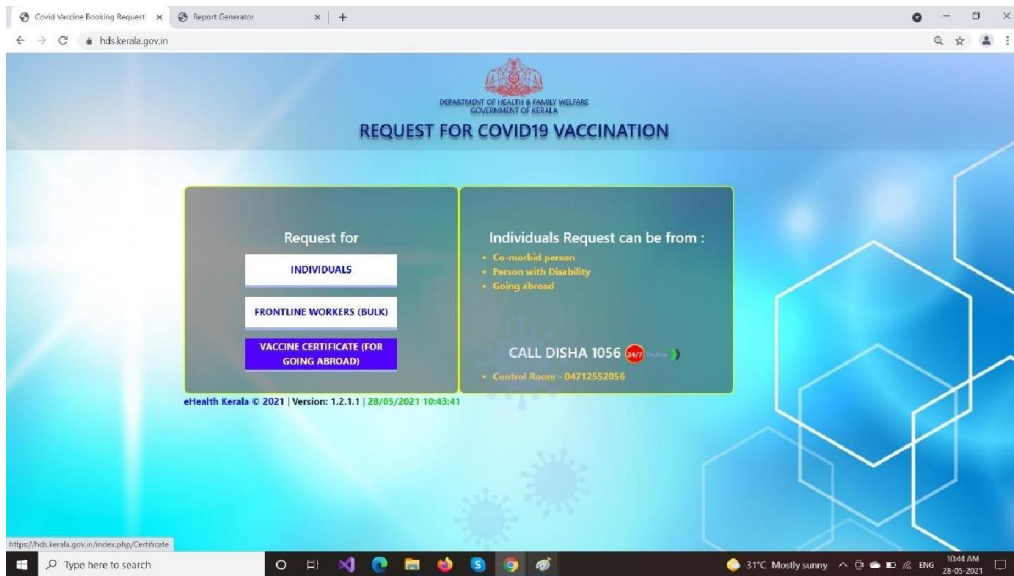 Covid Vaccine Booking Request
Report Generator
hds.kerala.gov.in
DEPARTMENT OF HEALTH & FAMILY WELFARE
GOVERNMENT OF KERALA
REQUEST FOR COVID19 VACCINATION
Request for
INDIVIDUALS
FRONTLINE WORKERS (BULK)
VACCINE CERTIFICATE (FOR
GOING ABROAD)
Individuals Request can be from :
Co-morbid person
Person with Disability
Going abroad
CALL DISHA 1056 24/7 Online
Control Room - 04712552056
eHealth Kerala © 2021 | Version: 1.2.1.1 | 28/05/2021 10:43:41
https://hds.kerala.gov.in/index.php/Certificate
Type here to search
31°C Mostly sunny
ENG
10:44 AM
28-05-2021